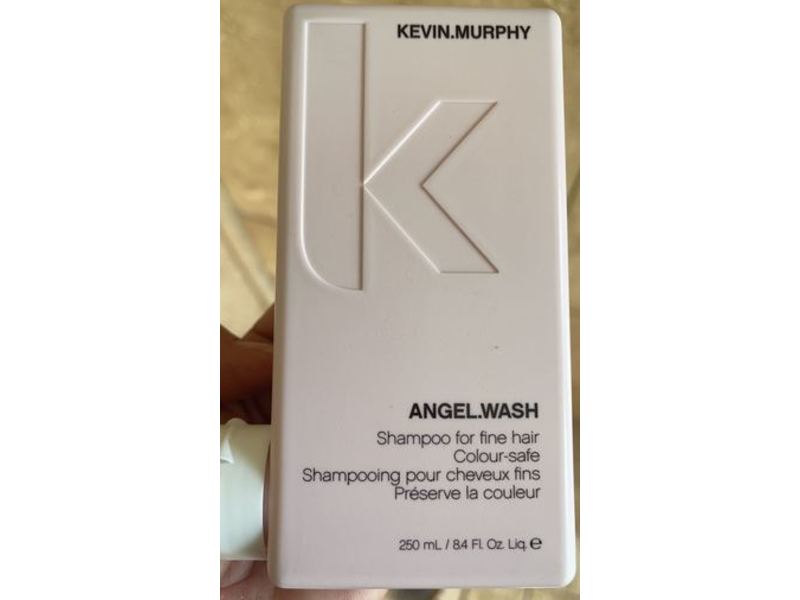 KEVIN.MURPHY
ANGEL.WASH
Shampoo for fine hair
Colour-safe
Shampooing pour cheveux fins
Préserve la couleur
250 mL / 8.4 Fl. Oz. Liq. ℮